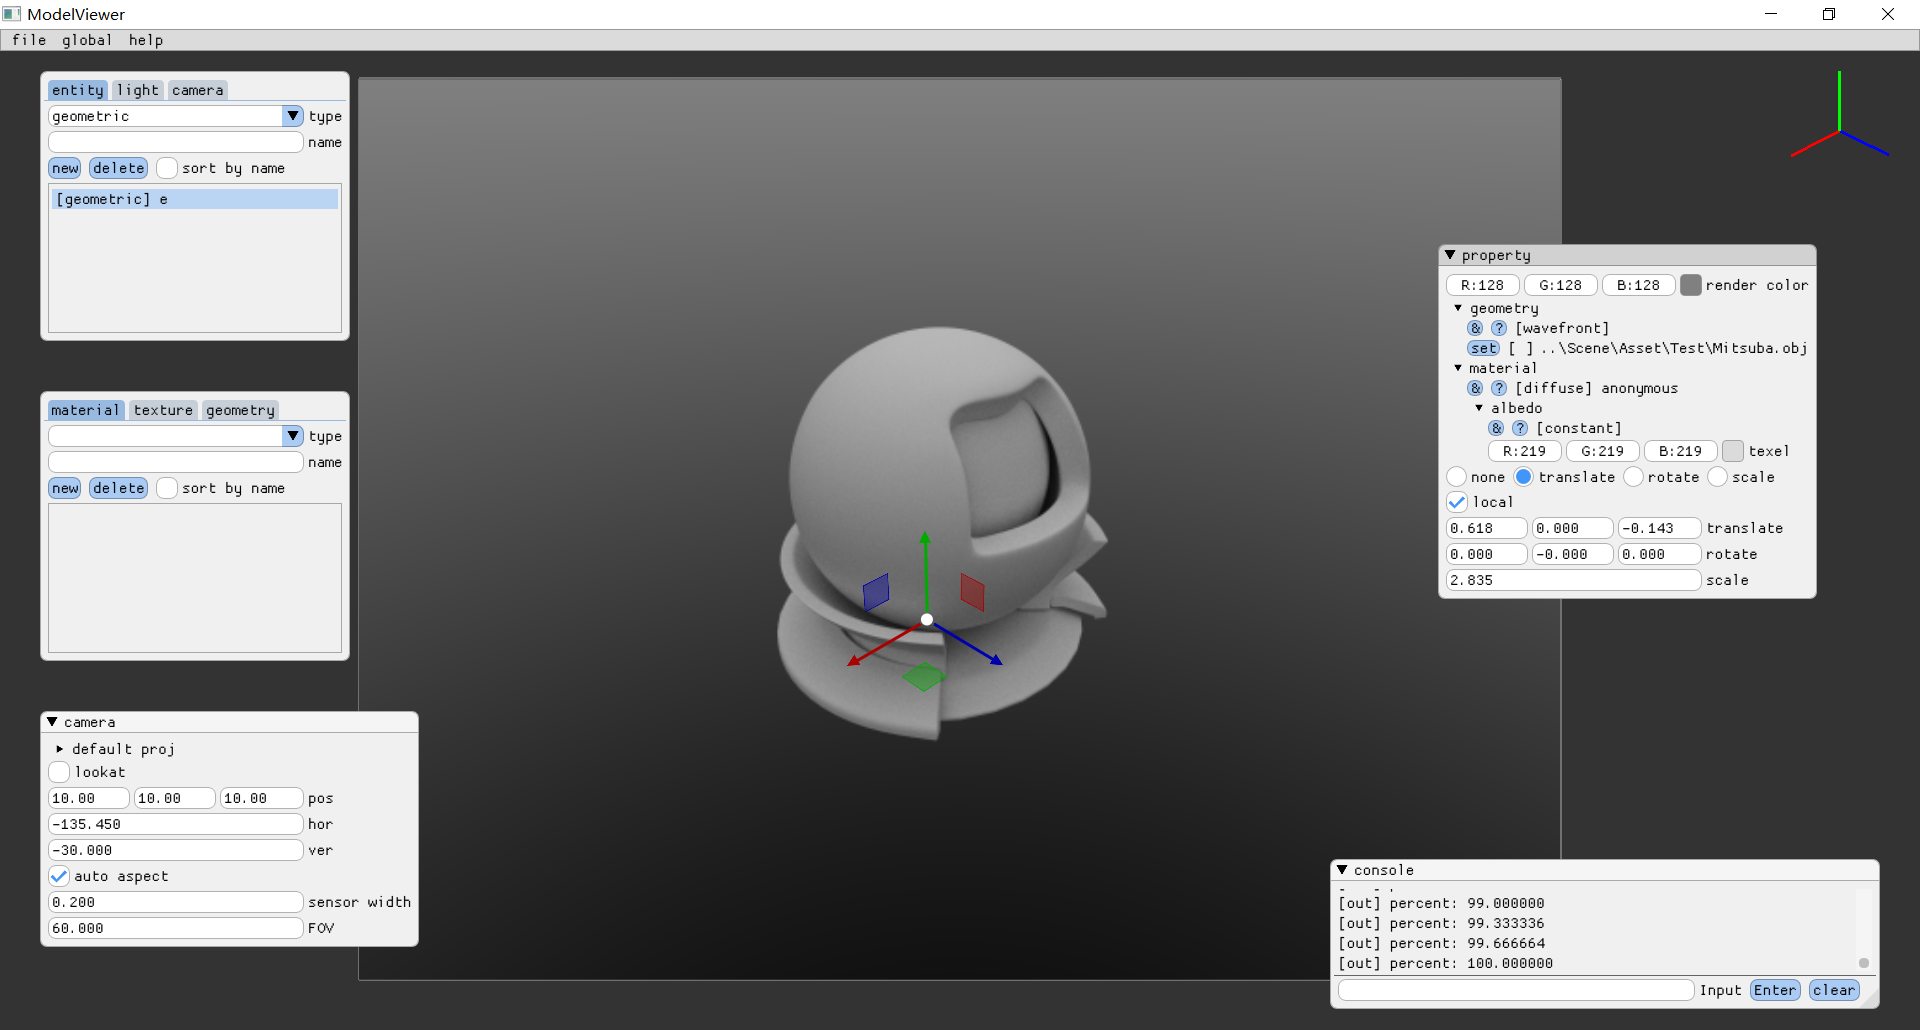 ModelViewer
file global help
entity light camera
geometric type
name
new delete sort by name
[geometric] e
material texture geometry
type
name
new delete sort by name
camera
default proj
lookat
10.00 10.00 10.00 pos
-135.450 hor
-30.000 ver
auto aspect
0.200 sensor width
60.000 FOV
property
R:128 G:128 B:128 render color
geometry
& ? [wavefront]
set [ ] ..\Scene\Asset\Test\Mitsuba.obj
material
& ? [diffuse] anonymous
albedo
& ? [constant]
R:219 G:219 B:219 texel
none translate rotate scale
local
0.618 0.000 -0.143 translate
0.000 -0.000 0.000 rotate
2.835 scale
console
[out] percent: 99.000000
[out] percent: 99.333336
[out] percent: 99.666664
[out] percent: 100.000000
Input Enter clear